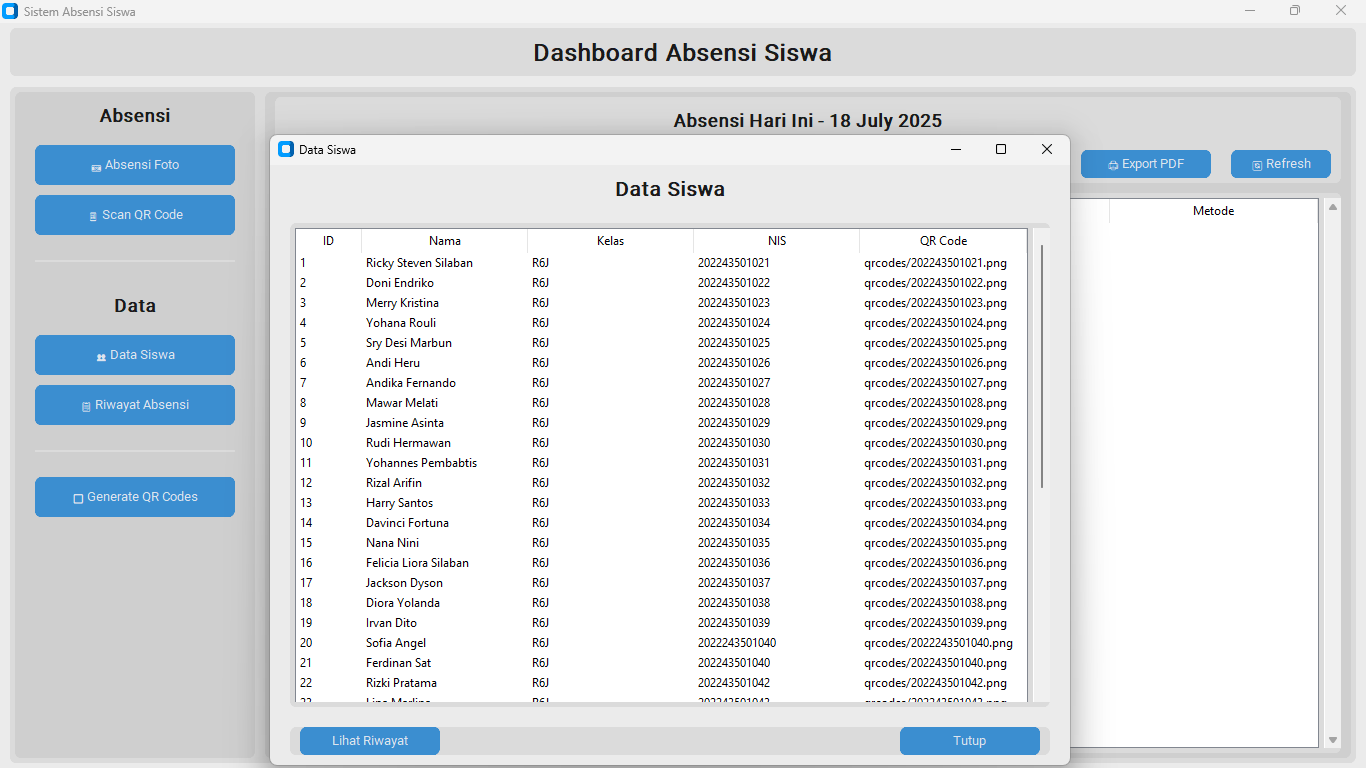 Sistem Absensi Siswa
Dashboard Absensi Siswa
Absensi
Absensi Foto
Scan QR Code
Data
Data Siswa
Riwayat Absensi
Generate QR Codes
Absensi Hari Ini - 18 July 2025
Export PDF
Refresh
Metode
Data Siswa
Data Siswa
ID Nama Kelas NIS QR Code
1 Ricky Steven Silaban R6J 202243501021 qrcodes/202243501021.png
2 Doni Endriko R6J 202243501022 qrcodes/202243501022.png
3 Merry Kristina R6J 202243501023 qrcodes/202243501023.png
4 Yohana Rouli R6J 202243501024 qrcodes/202243501024.png
5 Sry Desi Marbun R6J 202243501025 qrcodes/202243501025.png
6 Andi Heru R6J 202243501026 qrcodes/202243501026.png
7 Andika Fernando R6J 202243501027 qrcodes/202243501027.png
8 Mawar Melati R6J 202243501028 qrcodes/202243501028.png
9 Jasmine Asinta R6J 202243501029 qrcodes/202243501029.png
10 Rudi Hermawan R6J 202243501030 qrcodes/202243501030.png
11 Yohannes Pembabtis R6J 202243501031 qrcodes/202243501031.png
12 Rizal Arifin R6J 202243501032 qrcodes/202243501032.png
13 Harry Santos R6J 202243501033 qrcodes/202243501033.png
14 Davinci Fortuna R6J 202243501034 qrcodes/202243501034.png
15 Nana Nini R6J 202243501035 qrcodes/202243501035.png
16 Felicia Liora Silaban R6J 202243501036 qrcodes/202243501036.png
17 Jackson Dyson R6J 202243501037 qrcodes/202243501037.png
18 Diora Yolanda R6J 202243501038 qrcodes/202243501038.png
19 Irvan Dito R6J 202243501039 qrcodes/202243501039.png
20 Sofia Angel R6J 2022243501040 qrcodes/2022243501040.png
21 Ferdinan Sat R6J 202243501040 qrcodes/202243501040.png
22 Rizki Pratama R6J 202243501042 qrcodes/202243501042.png
Lihat Riwayat
Tutup